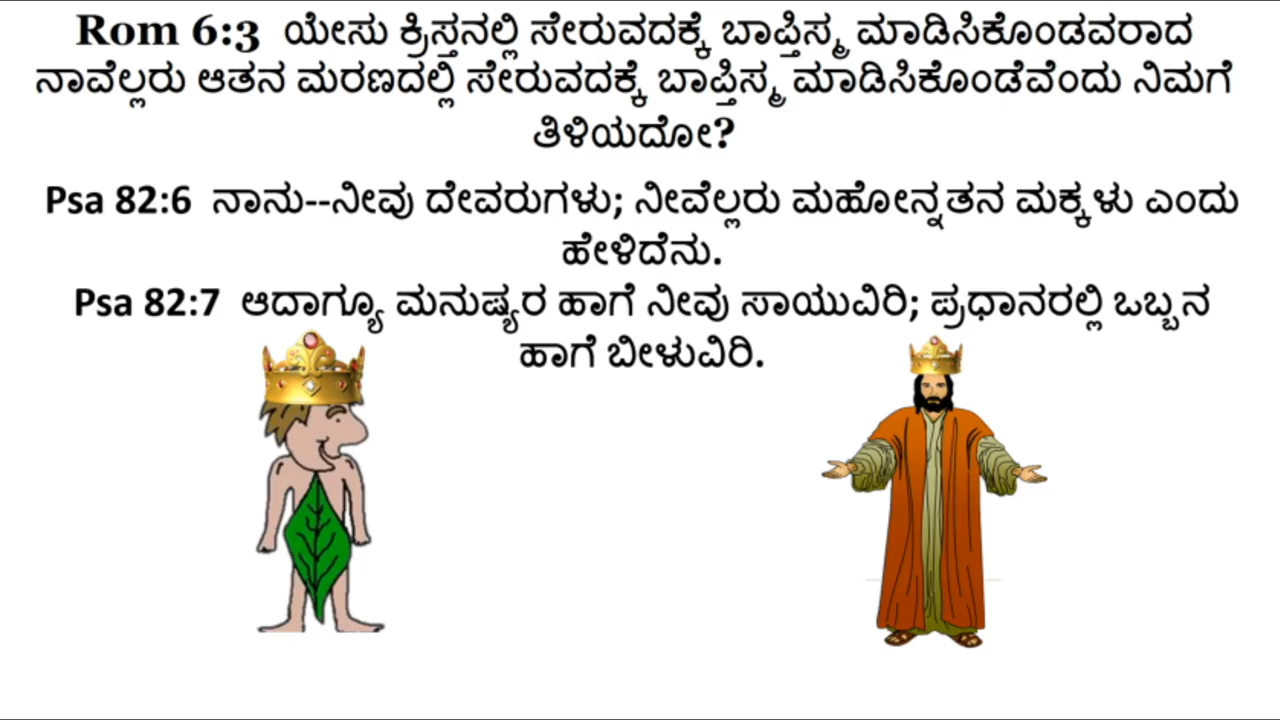 Rom 6:3 ಯೇಸು ಕ್ರಿಸ್ತನಲ್ಲಿ ಸೇರುವದಕ್ಕೆ ಬಾಪ್ತಿಸ್ಮ ಮಾಡಿಸಿಕೊಂಡವರಾದ
ನಾವೆಲ್ಲರು ಆತನ ಮರಣದಲ್ಲಿ ಸೇರುವದಕ್ಕೆ ಬಾಪ್ತಿಸ್ಮ ಮಾಡಿಸಿಕೊಂಡೆವೆಂದು ನಿಮಗೆ
ತಿಳಿಯದೋ?
Psa 82:6 ನಾನು--ನೀವು ದೇವರುಗಳು; ನೀವೆಲ್ಲರು ಮಹೋನ್ನತನ ಮಕ್ಕಳು ಎಂದು
ಹೇಳಿದೆನು.
Psa 82:7 ಆದಾಗ್ಯೂ ಮನುಷ್ಯರ ಹಾಗೆ ನೀವು ಸಾಯುವಿರಿ; ಪ್ರಧಾನರಲ್ಲಿ ಒಬ್ಬನ
ಹಾಗೆ ಬೀಳುವಿರಿ.